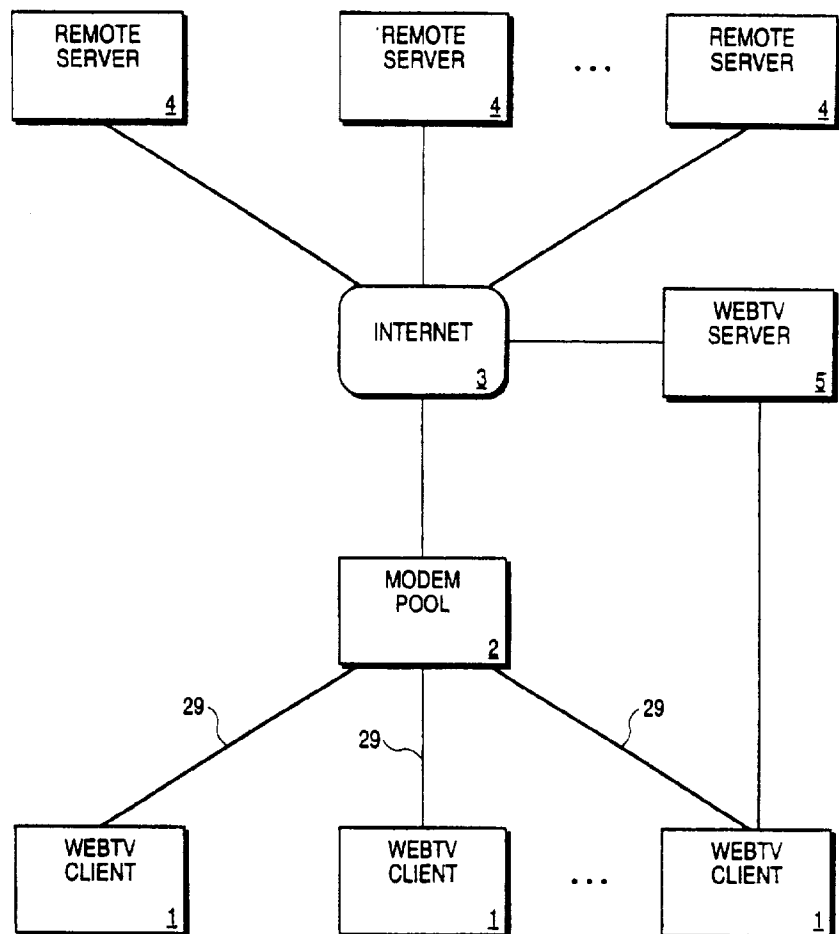 REMOTE
SERVER
4
REMOTE
SERVER
4
...
REMOTE
SERVER
4
INTERNET
3
WEBTV
SERVER
5
MODEM
POOL
2
29
29
29
WEBTV
CLIENT
1
WEBTV
CLIENT
1
...
WEBTV
CLIENT
1